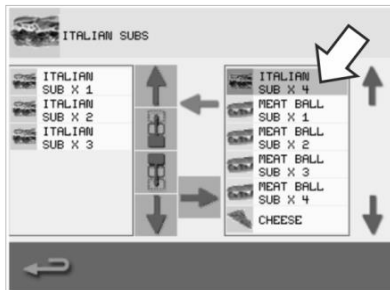 ITALIAN SUBS
ITALIAN
SUB X 1
ITALIAN
SUB X 2
ITALIAN
SUB X 3
ITALIAN
SUB X 4
MEAT BALL
SUB X 1
MEAT BALL
SUB X 2
MEAT BALL
SUB X 3
MEAT BALL
SUB X 4
CHEESE